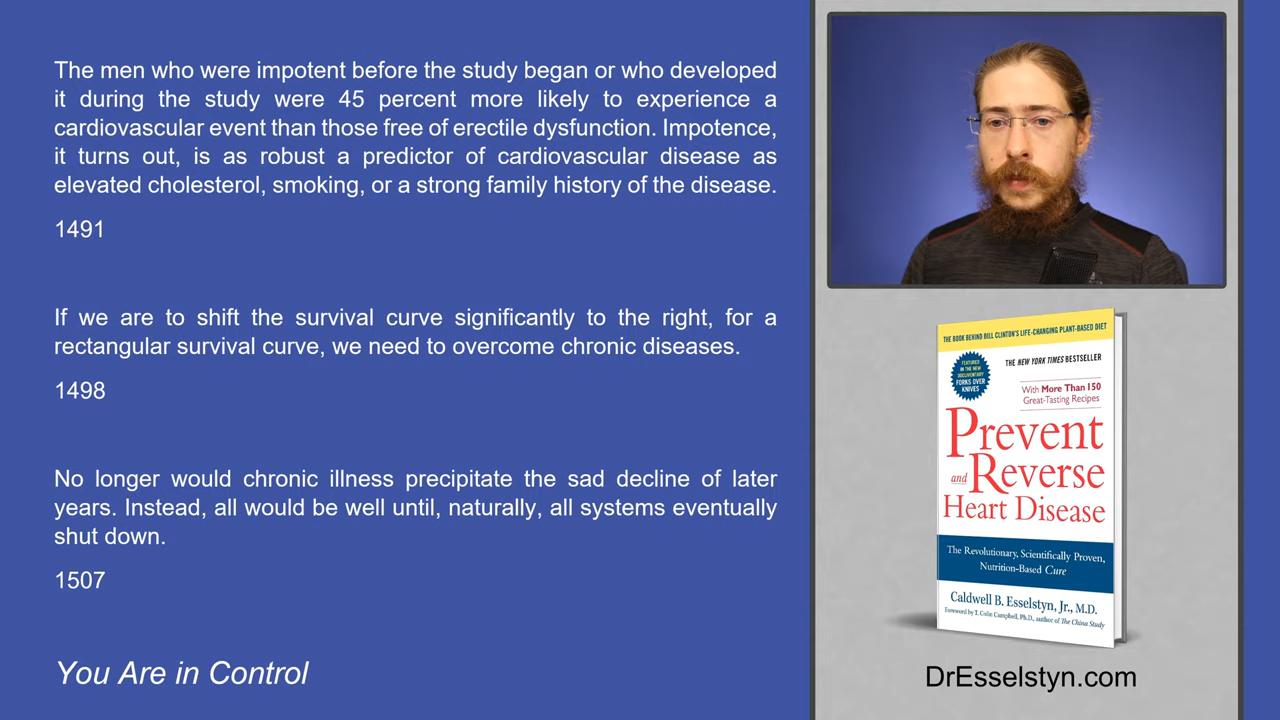 The men who were impotent before the study began or who developed
it during the study were 45 percent more likely to experience a
cardiovascular event than those free of erectile dysfunction. Impotence,
it turns out, is as robust a predictor of cardiovascular disease as
elevated cholesterol, smoking, or a strong family history of the disease.
1491
If we are to shift the survival curve significantly to the right, for a
rectangular survival curve, we need to overcome chronic diseases.
1498
No longer would chronic illness precipitate the sad decline of later
years. Instead, all would be well until, naturally, all systems eventually
shut down.
1507
You Are in Control
THE BOOK BEHIND BILL CLINTON'S LIFE-CHANGING PLANT-BASED DIET
THE NEW YORK TIMES BESTSELLER
FEATURED
IN THE NEW
DOCUMENTARY
FORKS OVER
KNIVES
With More Than 150
Great-Tasting Recipes
Prevent
and Reverse
Heart Disease
The Revolutionary, Scientifically Proven,
Nutrition-Based Cure
Caldwell B. Esselstyn, Jr., M.D.
Foreword by T. Colin Campbell, Ph.D., author of The China Study
DrEsselstyn.com